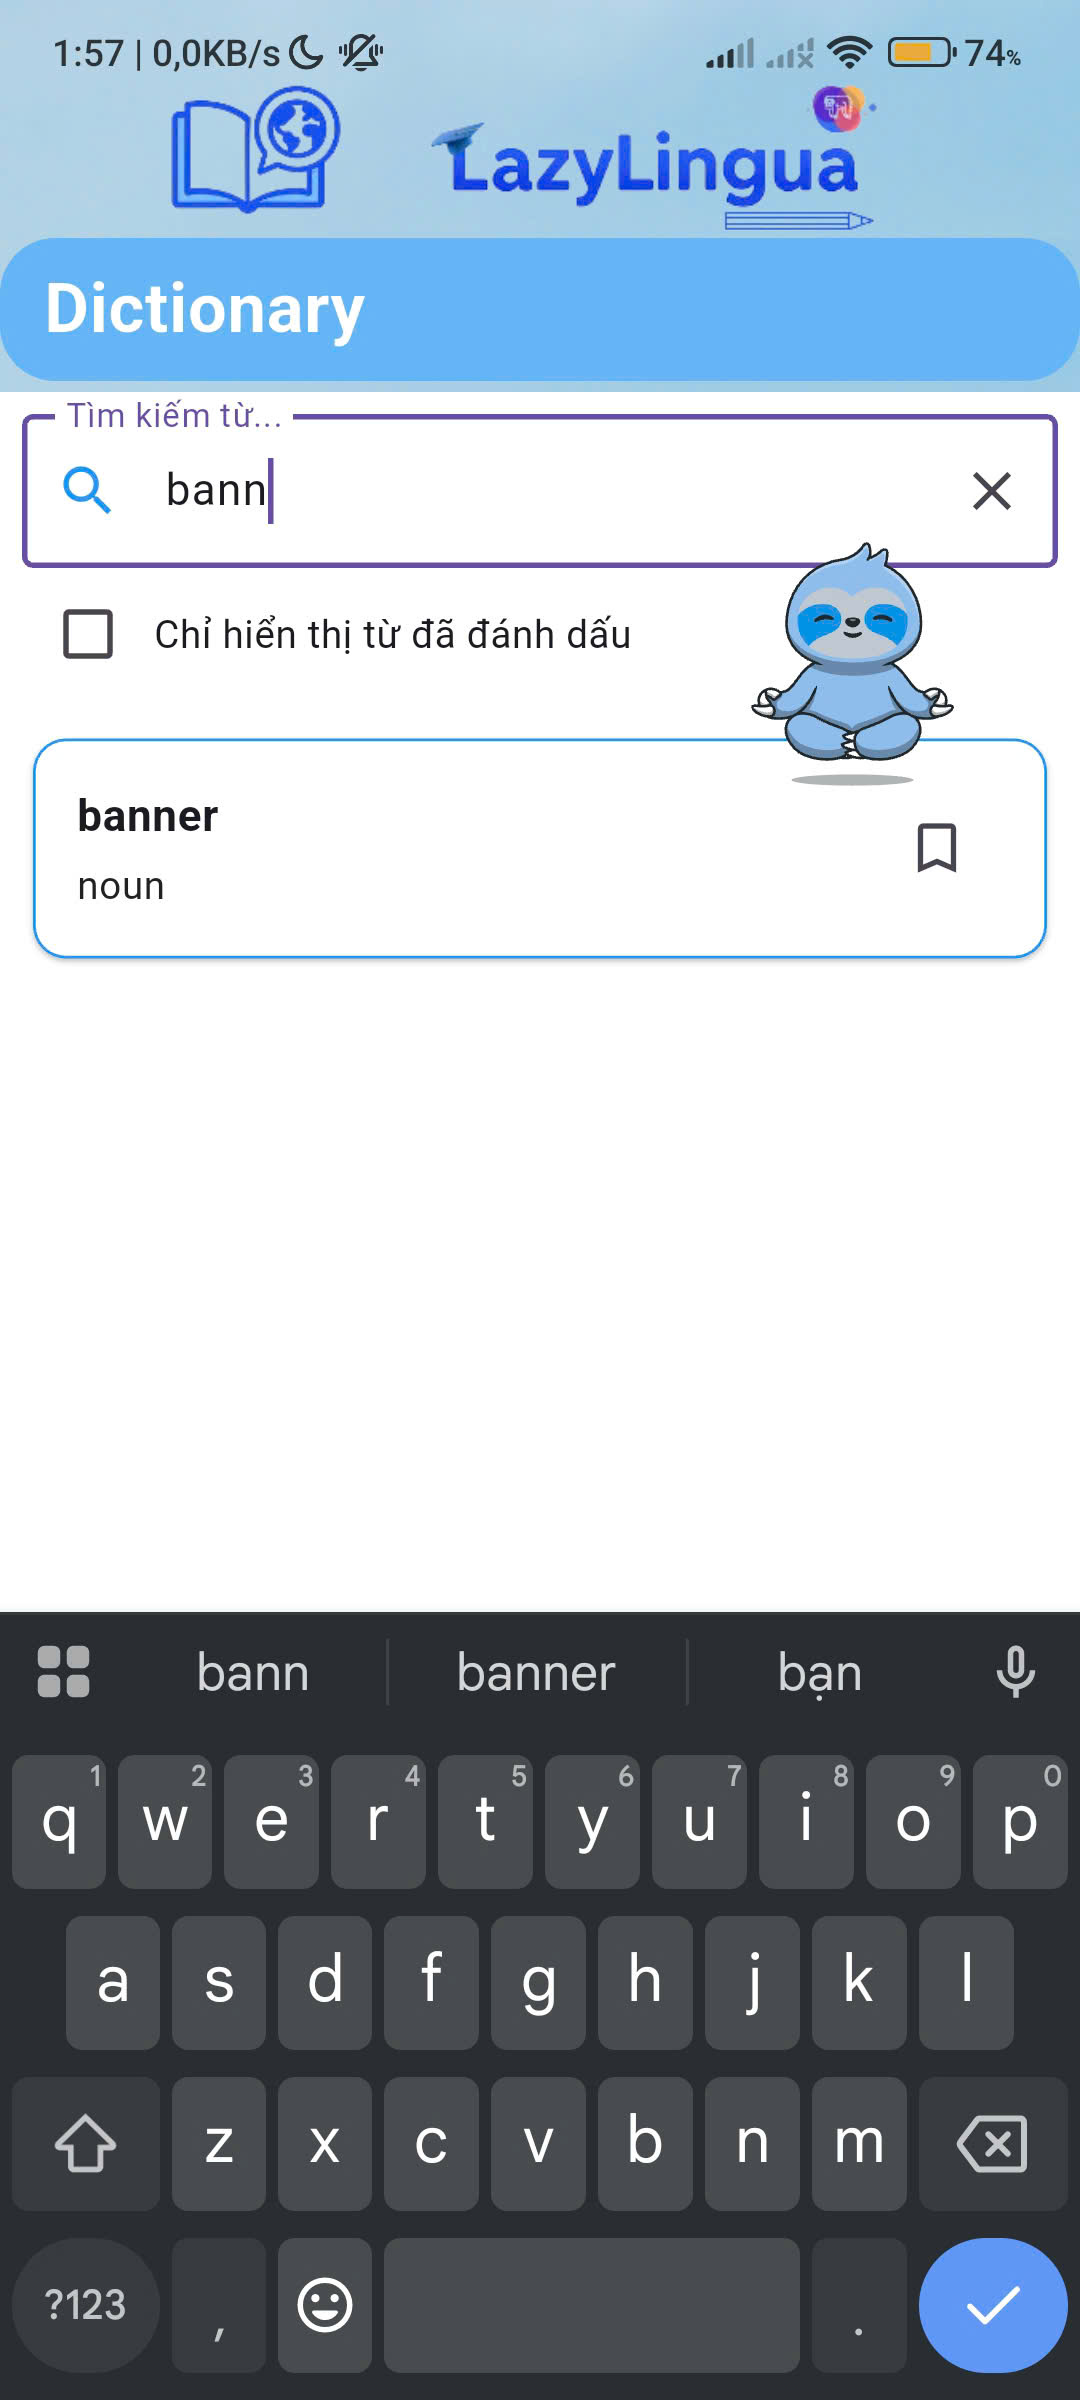 1:57 | 0,0KB/s 74%
LazyLingua
Dictionary
Tìm kiếm từ...
bann
Chỉ hiển thị từ đã đánh dấu
banner
noun
bann banner bạn
1 2 3 4 5 6 7 8 9 0
q w e r t y u i o p
a s d f g h j k l
z x c v b n m
?123 , .